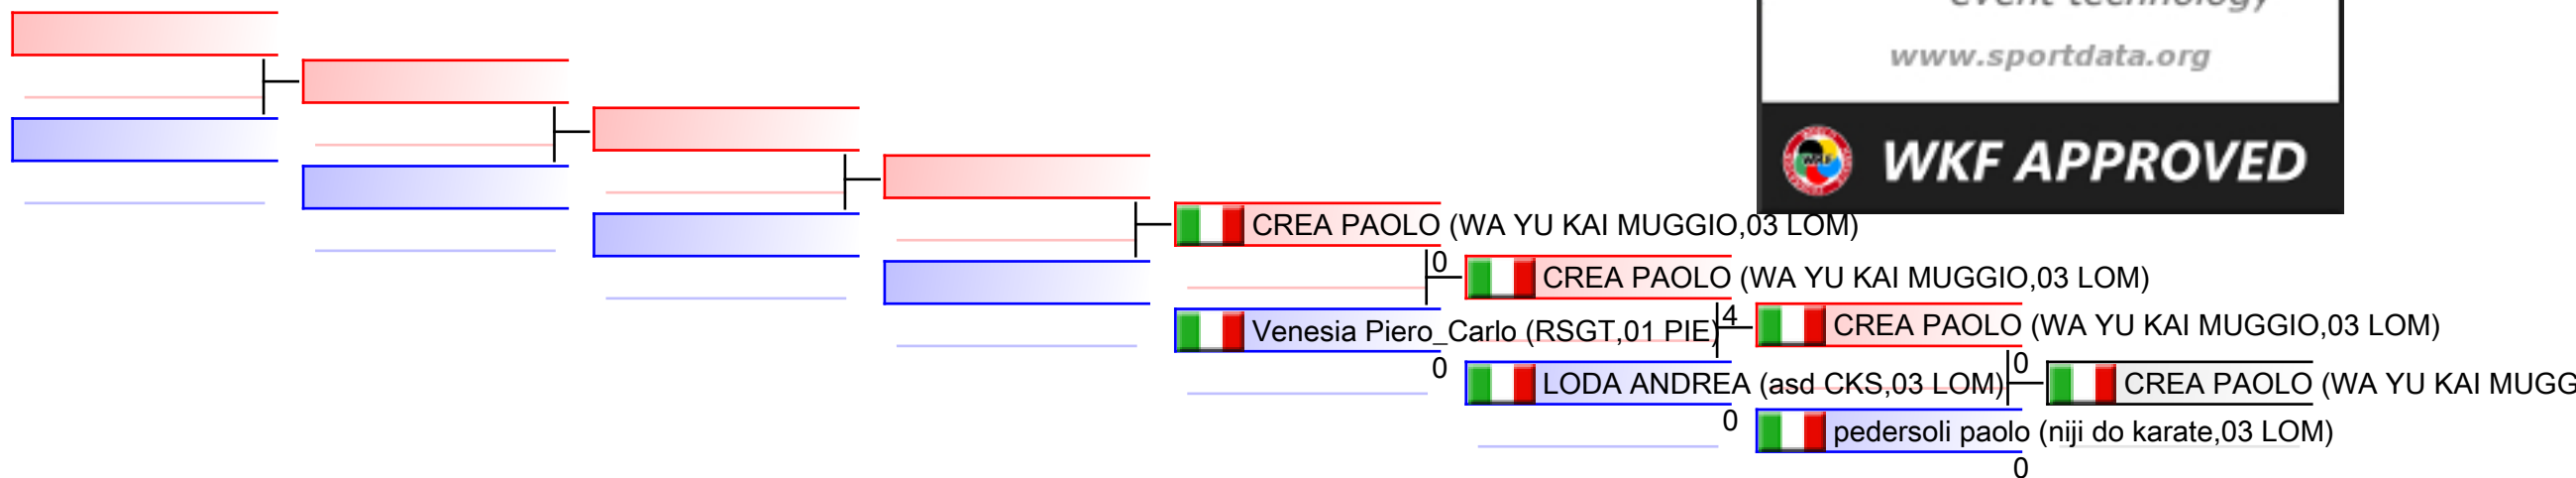 event technology
www.sportdata.org
WKF APPROVED
CREA PAOLO (WA YU KAI MUGGIO,03 LOM)
0
CREA PAOLO (WA YU KAI MUGGIO,03 LOM)
Venesia Piero_Carlo (RSGT,01 PIE)
4
CREA PAOLO (WA YU KAI MUGGIO,03 LOM)
0
LODA ANDREA (asd CKS,03 LOM)
0
CREA PAOLO (WA YU KAI MUGG
0
pedersoli paolo (niji do karate,03 LOM)
0